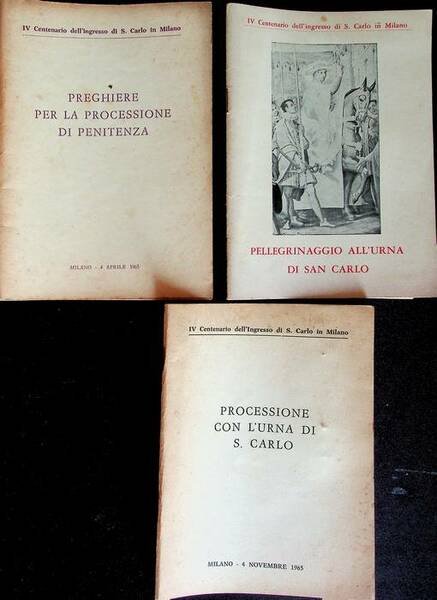 IV Centenario dell'Ingresso di S. Carlo in Milano
PREGHIERE
PER LA PROCESSIONE
DI PENITENZA
MILANO - 4 APRILE 1965
IV Centenario dell'ingresso di S. Carlo in Milano
PELLEGRINAGGIO ALL'URNA
DI SAN CARLO
IV Centenario dell'Ingresso di S. Carlo in Milano
PROCESSIONE
CON L'URNA DI
S. CARLO
MILANO - 4 NOVEMBRE 1965